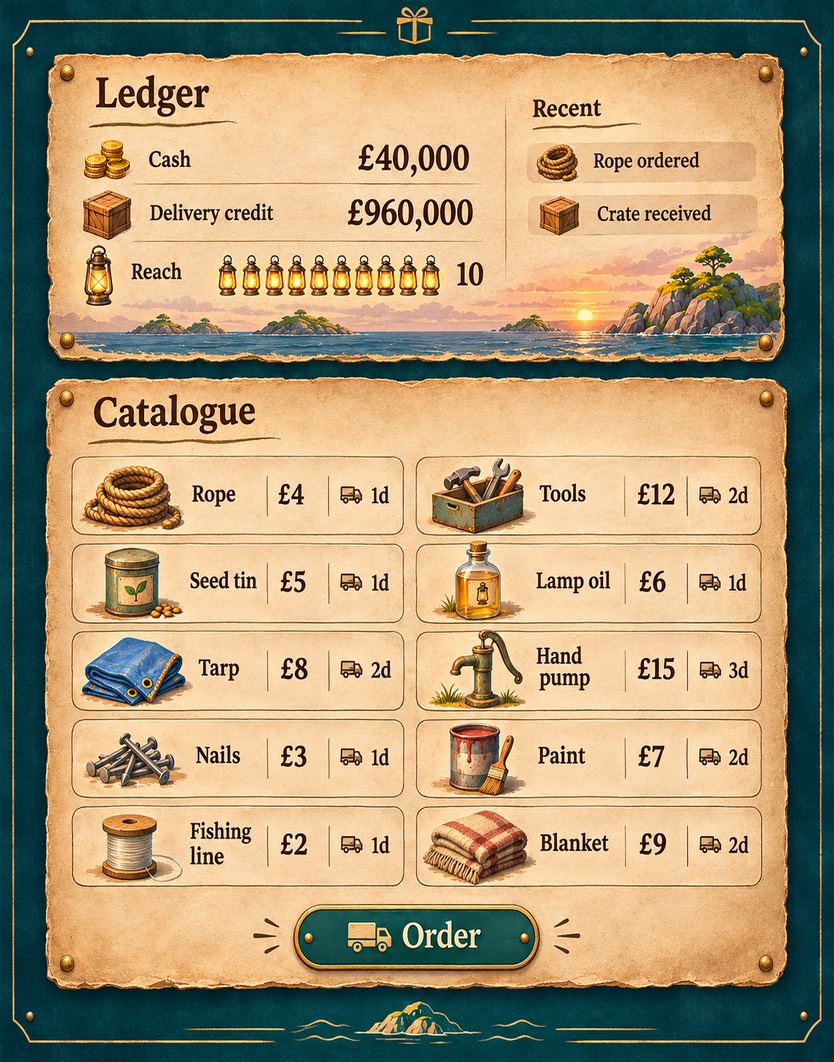 Ledger
Cash £40,000
Delivery credit £960,000
Reach 10
Recent
Rope ordered
Crate received
Catalogue
Rope £4 1d
Tools £12 2d
Seed tin £5 1d
Lamp oil £6 1d
Tarp £8 2d
Hand
pump £15 3d
Nails £3 1d
Paint £7 2d
Fishing
line £2 1d
Blanket £9 2d
Order